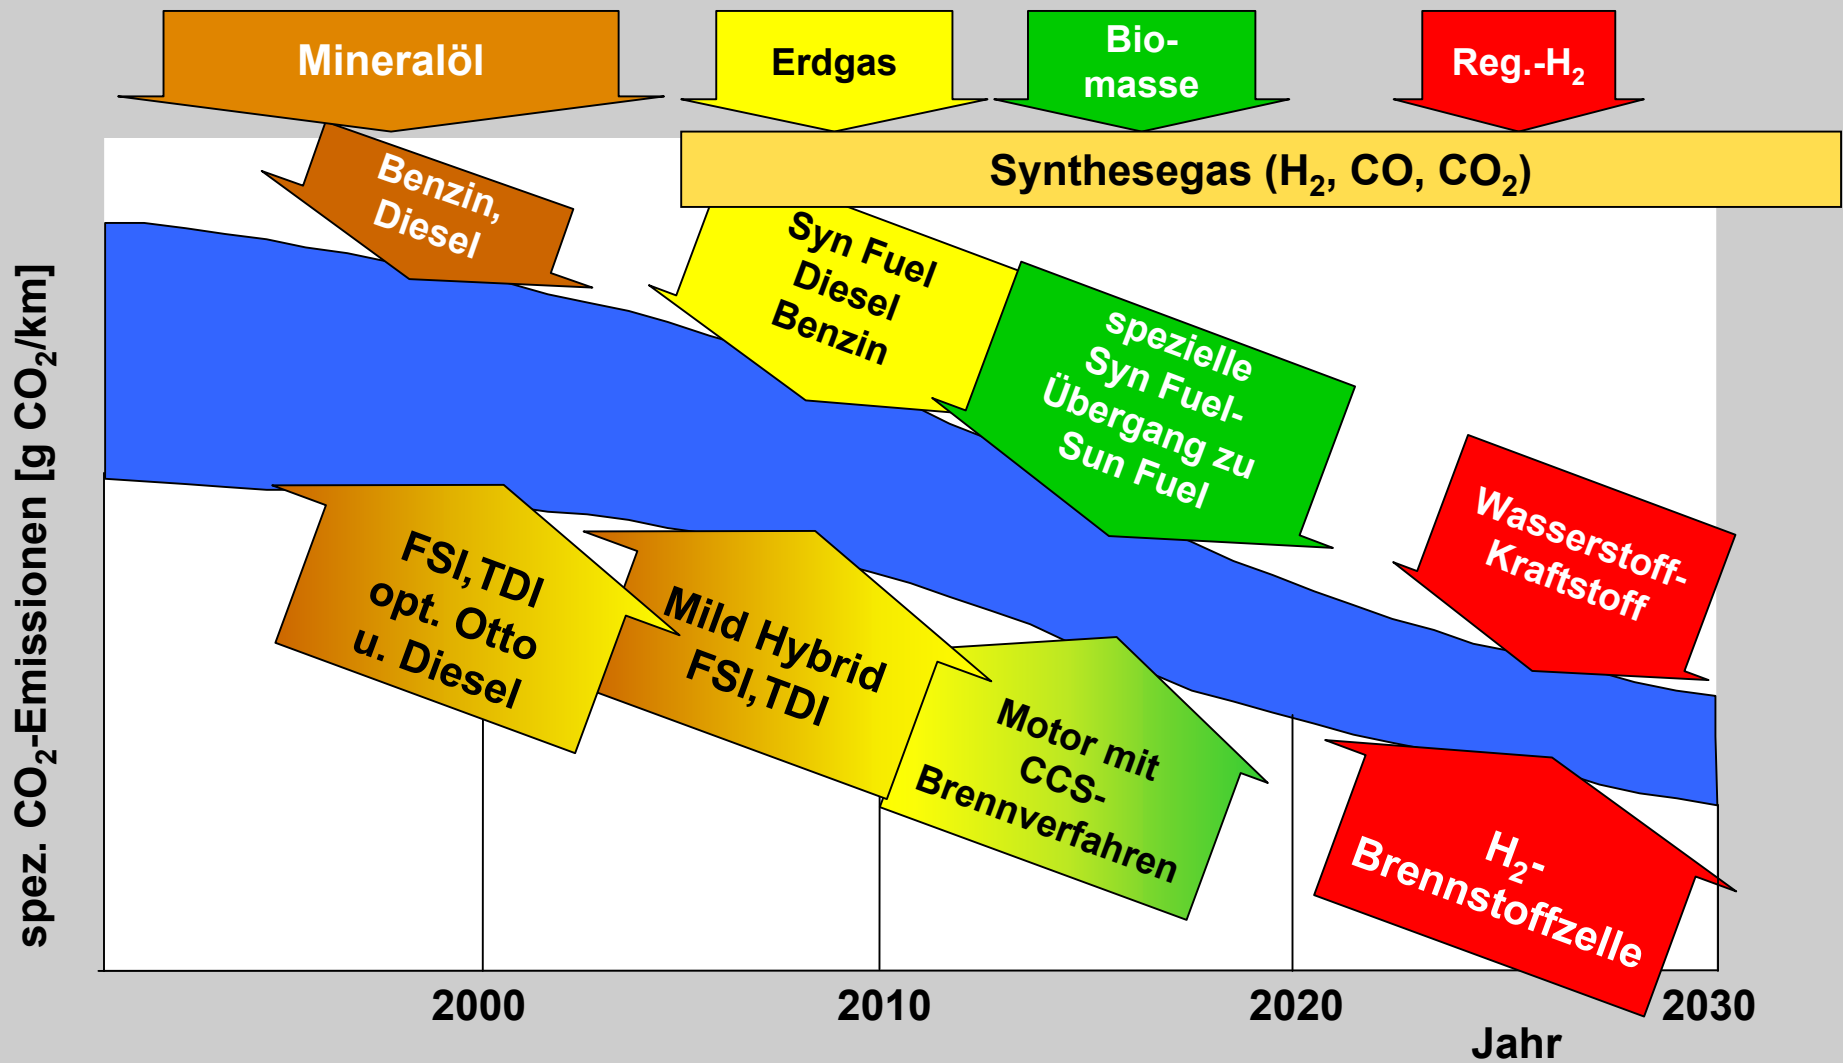 Mineralöl
Erdgas
Bio-
masse
Reg.-H₂
Synthesegas (H₂, CO, CO₂)
Benzin,
Diesel
Syn Fuel
Diesel
Benzin
spezielle
Syn Fuel-
Übergang zu
Sun Fuel
Wasserstoff-
Kraftstoff
spez. CO₂-Emissionen [g CO₂/km]
FSI,TDI
opt. Otto
u. Diesel
Mild Hybrid
FSI,TDI
Motor mit
CCS-
Brennverfahren
H₂-
Brennstoffzelle
2000
2010
2020
2030
Jahr